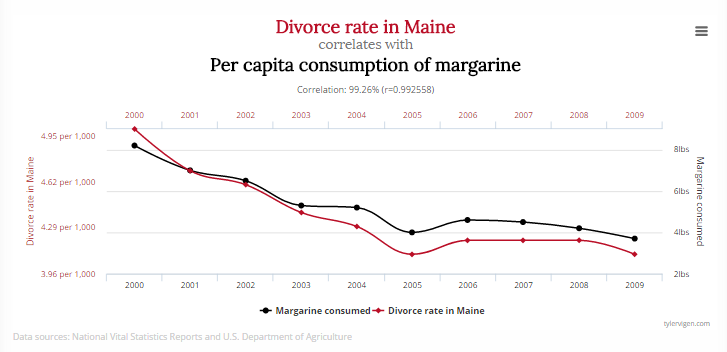 Divorce rate in Maine
correlates with
Per capita consumption of margarine
Correlation: 99.26% (r=0.992558)
2000 2001 2002 2003 2004 2005 2006 2007 2008 2009
4.95 per 1,000
8lbs
4.62 per 1,000
6lbs
4.29 per 1,000
4lbs
3.96 per 1,000
2lbs
Divorce rate in Maine
Margarine consumed
2000 2001 2002 2003 2004 2005 2006 2007 2008 2009
Margarine consumed Divorce rate in Maine
tylervigen.com
Data sources: National Vital Statistics Reports and U.S. Department of Agriculture